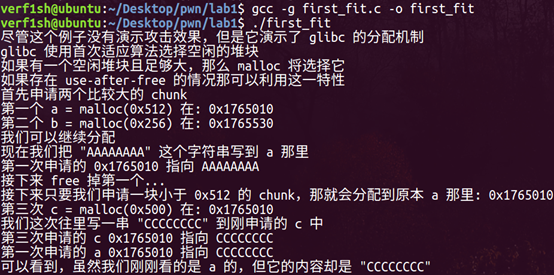 verf1sh@ubuntu:~/Desktop/pwn/lab1$ gcc -g first_fit.c -o first_fit
verf1sh@ubuntu:~/Desktop/pwn/lab1$ ./first_fit
尽管这个例子没有演示攻击效果，但是它演示了 glibc 的分配机制
glibc 使用首次适应算法选择空闲的堆块
如果有一个空闲堆块且足够大，那么 malloc 将选择它
如果存在 use-after-free 的情况那可以利用这一特性
首先申请两个比较大的 chunk
第一个 a = malloc(0x512) 在: 0x1765010
第二个 b = malloc(0x256) 在: 0x1765530
我们可以继续分配
现在我们把 "AAAAAAAA" 这个字符串写到 a 那里
第一次申请的 0x1765010 指向 AAAAAAAA
接下来 free 掉第一个...
接下来只要我们申请一块小于 0x512 的 chunk，那就会分配到原本 a 那里: 0x1765010
第三次 c = malloc(0x500) 在: 0x1765010
我们这次往里写一串 "CCCCCCCC" 到刚申请的 c 中
第三次申请的 c 0x1765010 指向 CCCCCCCC
第一次申请的 a 0x1765010 指向 CCCCCCCC
可以看到，虽然我们刚刚看的是 a 的，但它的内容却是 "CCCCCCCC"